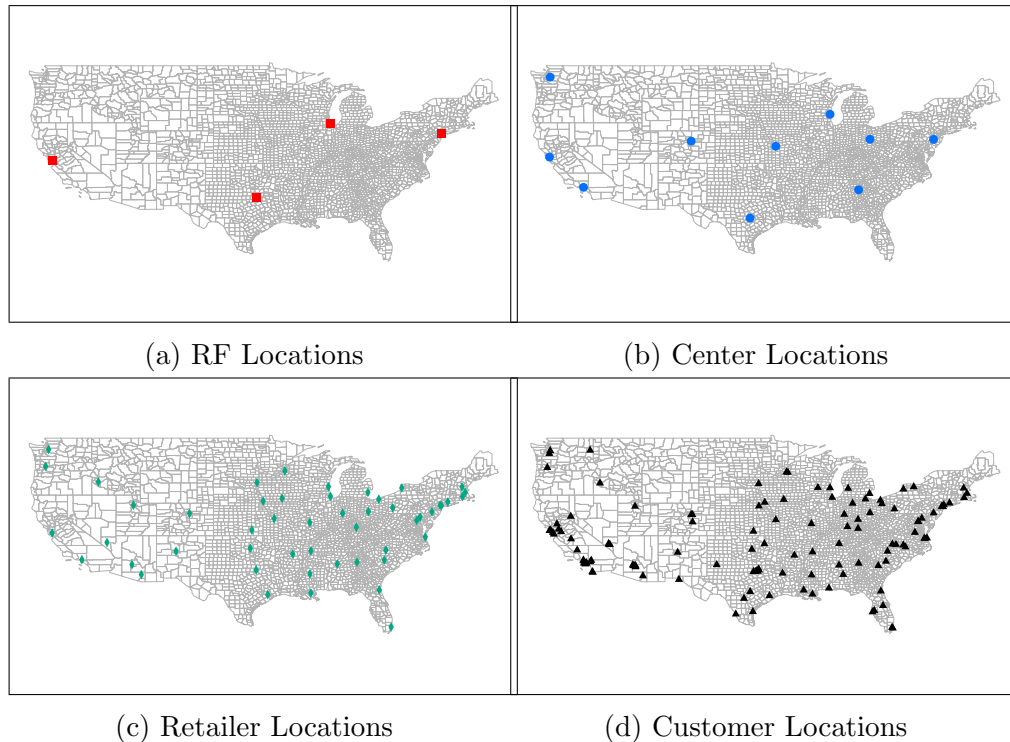 (a) RF Locations
(b) Center Locations
(c) Retailer Locations
(d) Customer Locations